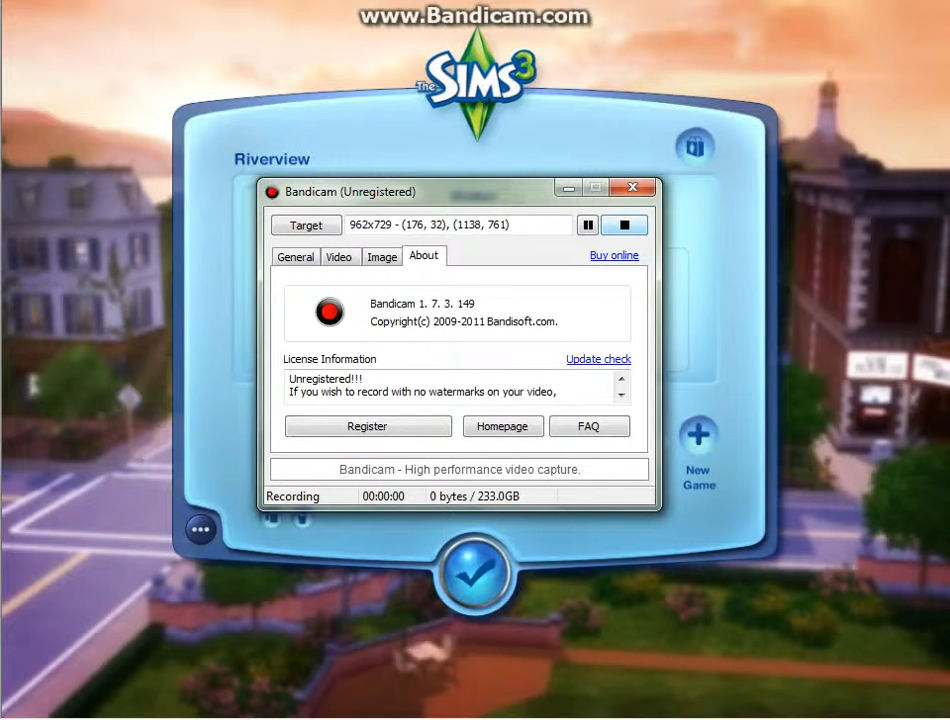 www.Bandicam.com
The SIMS 3
Riverview
Bandicam (Unregistered)
Target 962x729 - (176, 32), (1138, 761)
General Video Image About Buy online
Bandicam 1. 7. 3. 149
Copyright(c) 2009-2011 Bandisoft.com.
License Information Update check
Unregistered!!!
If you wish to record with no watermarks on your video,
Register Homepage FAQ
Bandicam - High performance video capture.
Recording 00:00:00 0 bytes / 233.0GB
New
Game